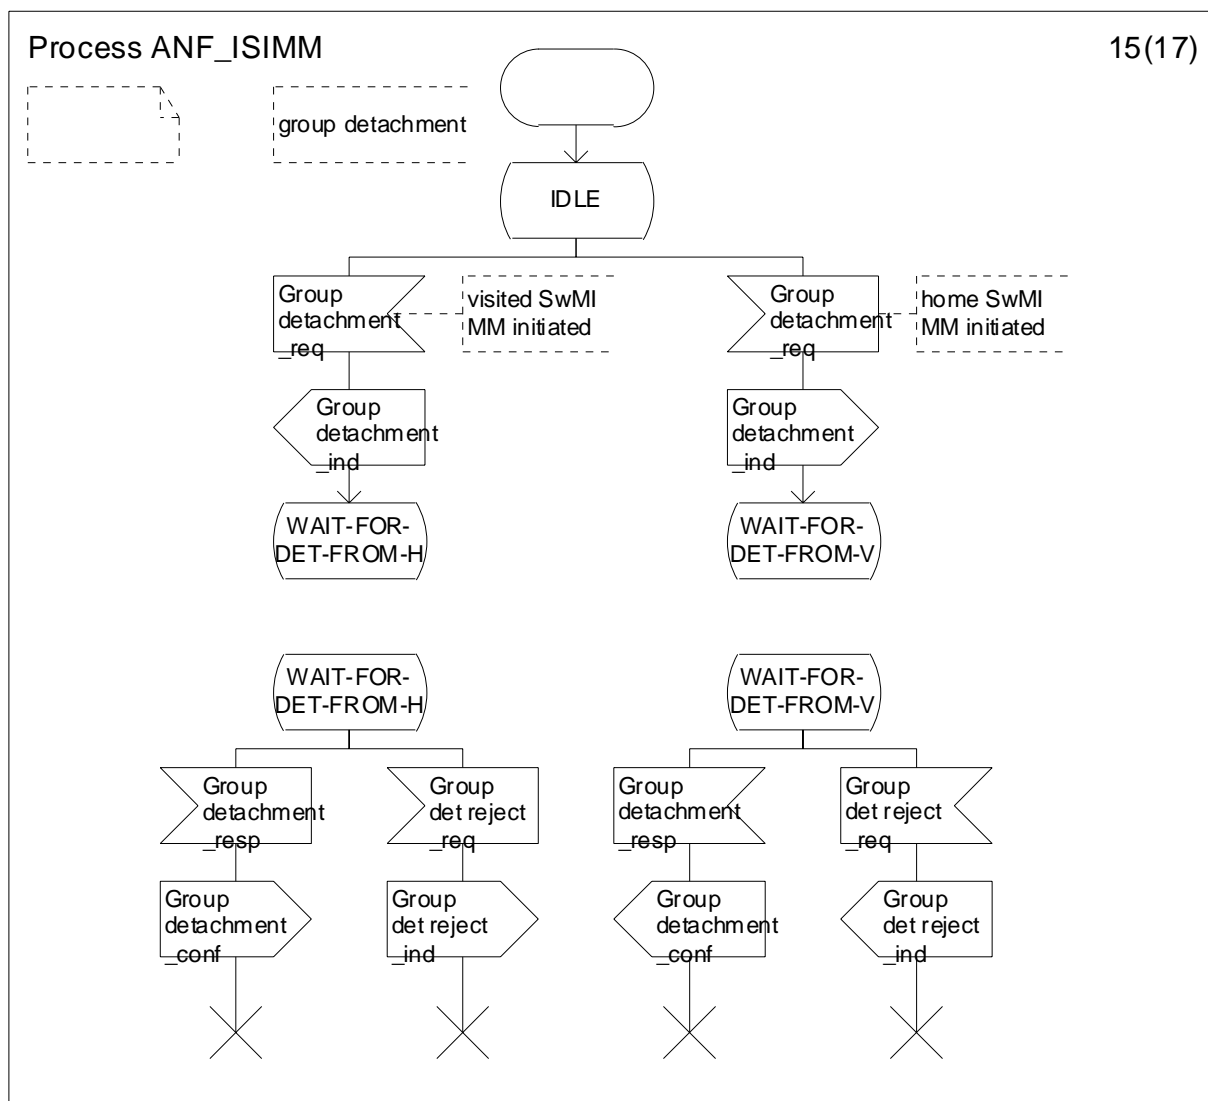 Process ANF_ISIMM
15(17)
group detachment
IDLE
Group
detachment
_req
visited SwMI
MM initiated
Group
detachment
_req
home SwMI
MM initiated
Group
detachment
_ind
Group
detachment
_ind
WAIT-FOR-
DET-FROM-H
WAIT-FOR-
DET-FROM-V
WAIT-FOR-
DET-FROM-H
WAIT-FOR-
DET-FROM-V
Group
detachment
_resp
Group
det reject
_req
Group
detachment
_resp
Group
det reject
_req
Group
detachment
_conf
Group
det reject
_ind
Group
detachment
_conf
Group
det reject
_ind